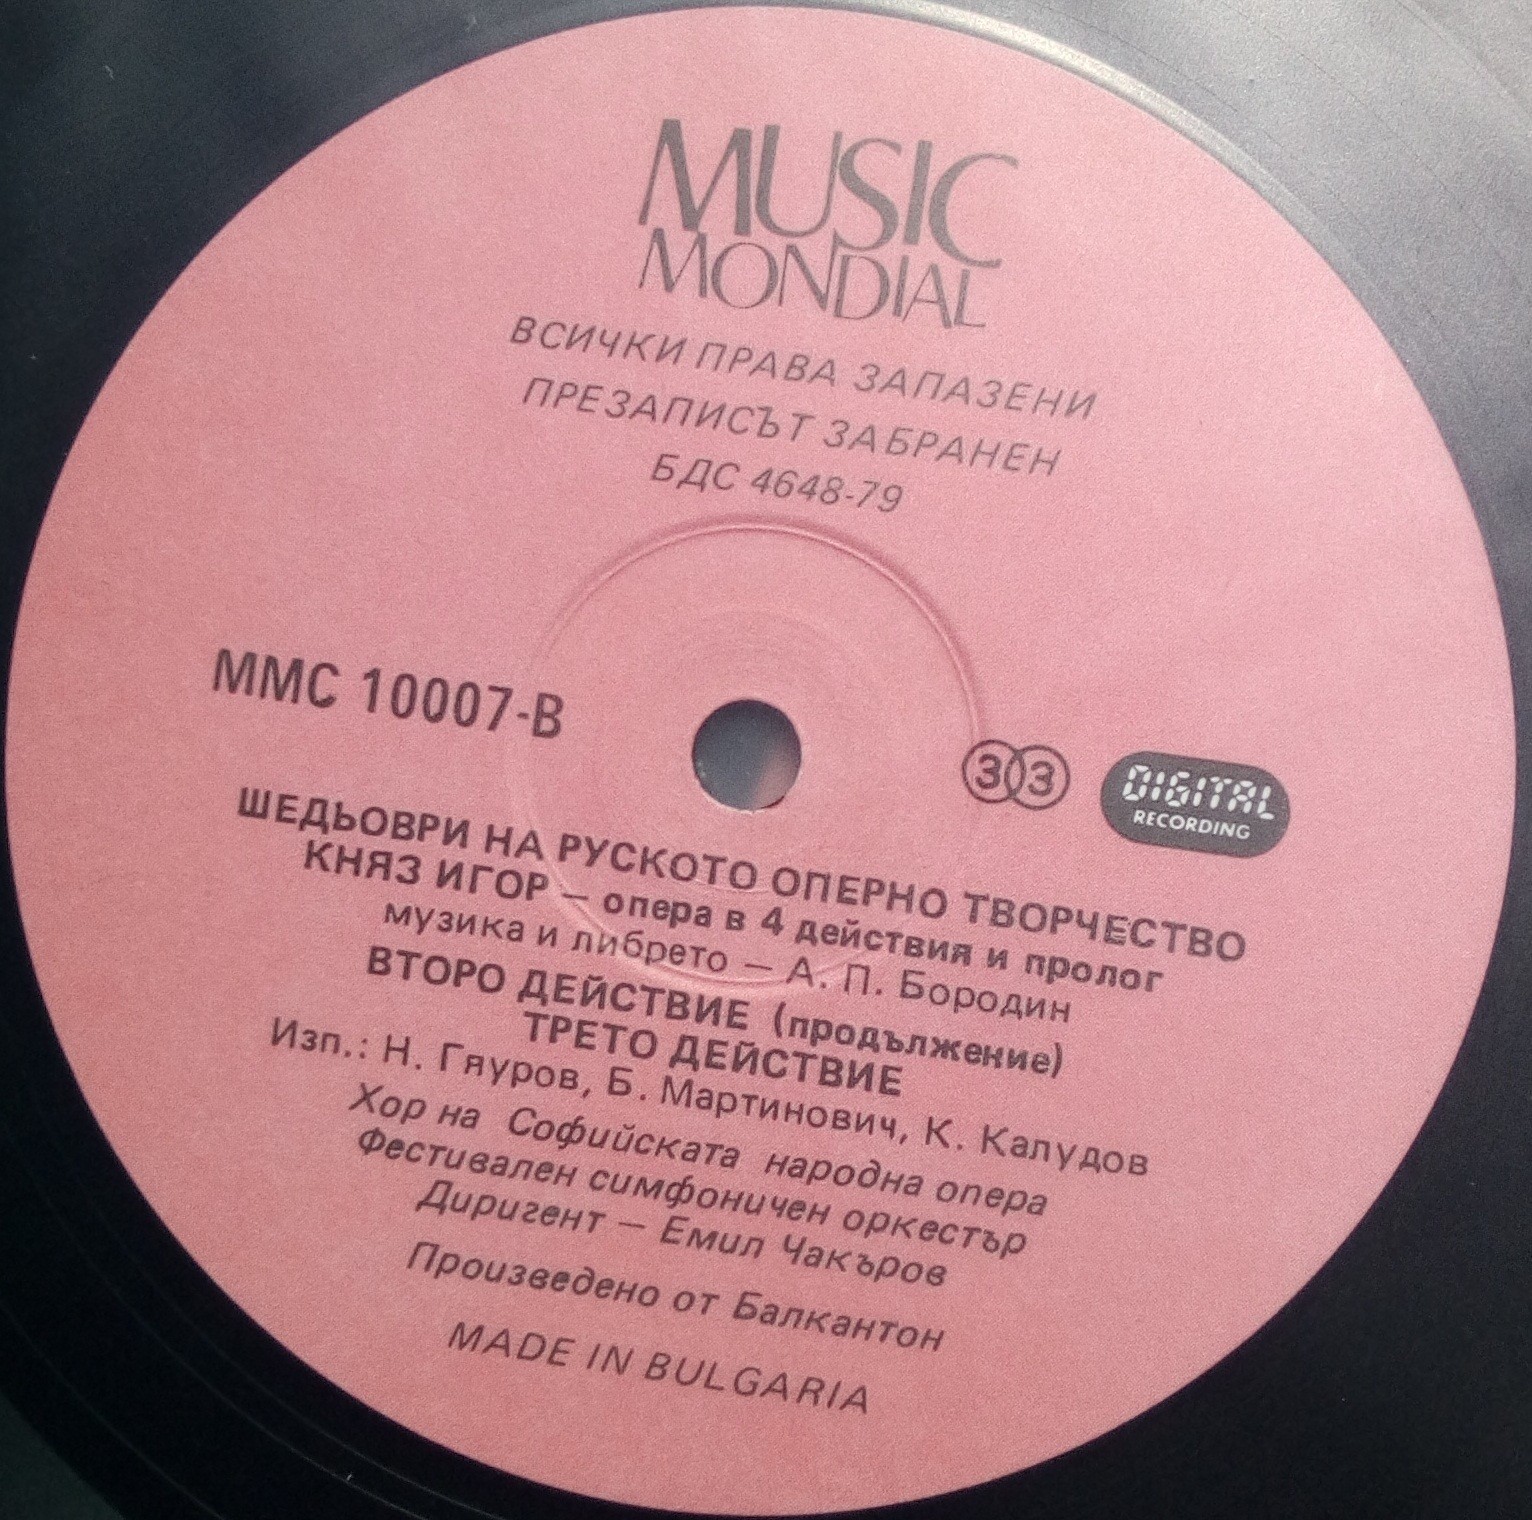 MUSIC
MONDIAL
ВСИЧКИ ПРАВА ЗАПАЗЕНИ
ПРЕЗАПИСЪТ ЗАБРАНЕН
БДС 4648-79
ММС 10007-В
33
DIGITAL
RECORDING
ШЕДЬОВРИ НА РУСКОТО ОПЕРНО ТВОРЧЕСТВО
КНЯЗ ИГОР – опера в 4 действия и пролог
музика и либрето – А. П. Бородин
ВТОРО ДЕЙСТВИЕ (продължение)
ТРЕТО ДЕЙСТВИЕ
Изп.: Н. Гяуров, Б. Мартинович, К. Калудов
Хор на Софийската народна опера
Фестивален симфоничен оркестър
Диригент – Емил Чакъров
Произведено от Балкантон
MADE IN BULGARIA